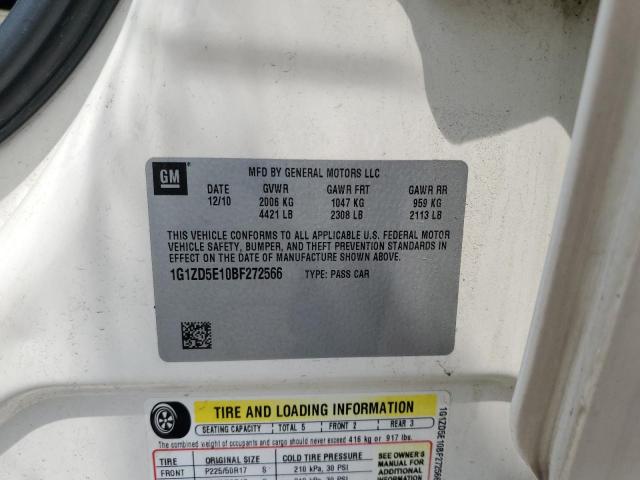 GM
MFD BY GENERAL MOTORS LLC
DATE GVWR GAWR FRT GAWR RR
12/10 2006 KG 1047 KG 959 KG
4421 LB 2308 LB 2113 LB
THIS VEHICLE CONFORMS TO ALL APPLICABLE U.S. FEDERAL MOTOR
VEHICLE SAFETY, BUMPER, AND THEFT PREVENTION STANDARDS IN
EFFECT ON THE DATE OF MANUFACTURE SHOWN ABOVE.
1G1ZD5E10BF272566 TYPE: PASS CAR
TIRE AND LOADING INFORMATION
SEATING CAPACITY TOTAL 5 FRONT 2 REAR 3
The combined weight of occupants and cargo should never exceed 416 kg or 917 lbs.
TIRE ORIGINAL SIZE COLD TIRE PRESSURE
FRONT P225/50R17 S 210 kPa, 30 PSI
SEE OWNER'S
MANUAL FOR
ADDITIONAL
INFORMATION
1G1ZD5E10BF272566